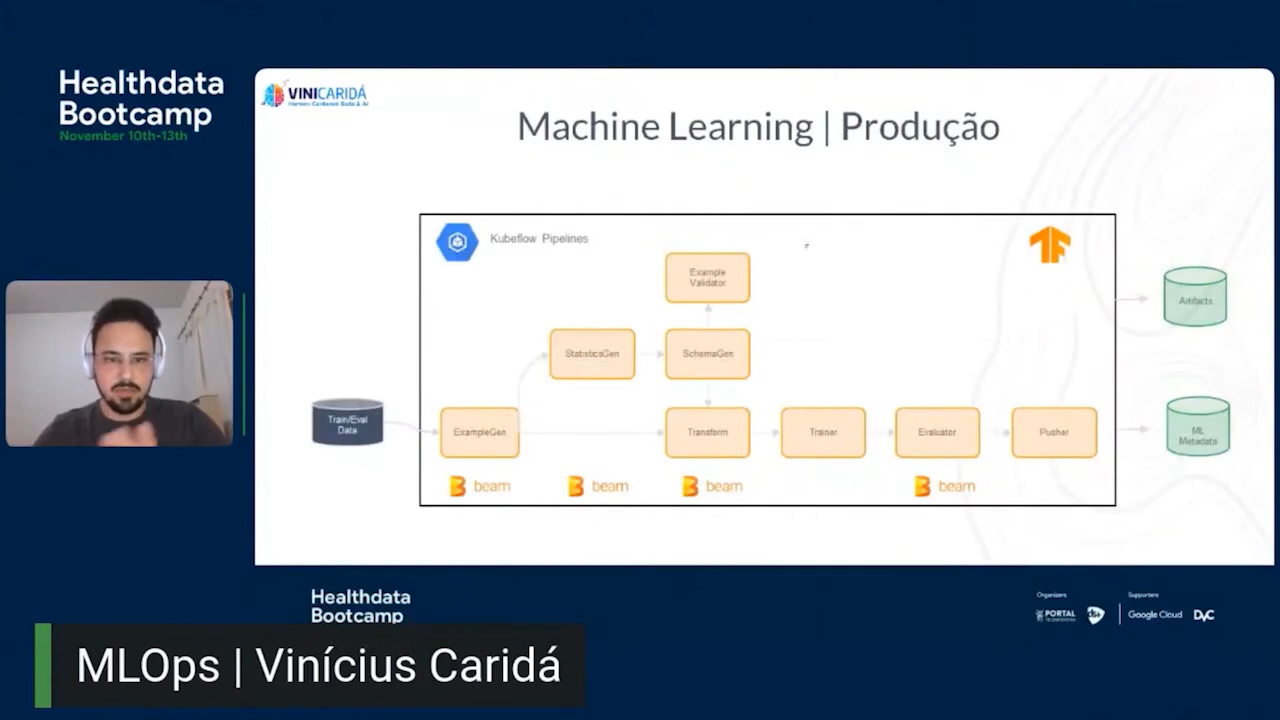 Healthdata
Bootcamp
November 10th-13th
VINICARIDÁ
Machine Learning | Produção
Kubeflow Pipelines
Example
Validator
StatisticsGen
SchemaGen
Train/Eval
Data
ExampleGen
Transform
Trainer
Evaluator
Pusher
beam
beam
beam
beam
Artifacts
ML
Metadata
Healthdata
Bootcamp
Organizers
Supporters
PORTAL
Google Cloud
DVC
MLOps | Vinícius Caridá